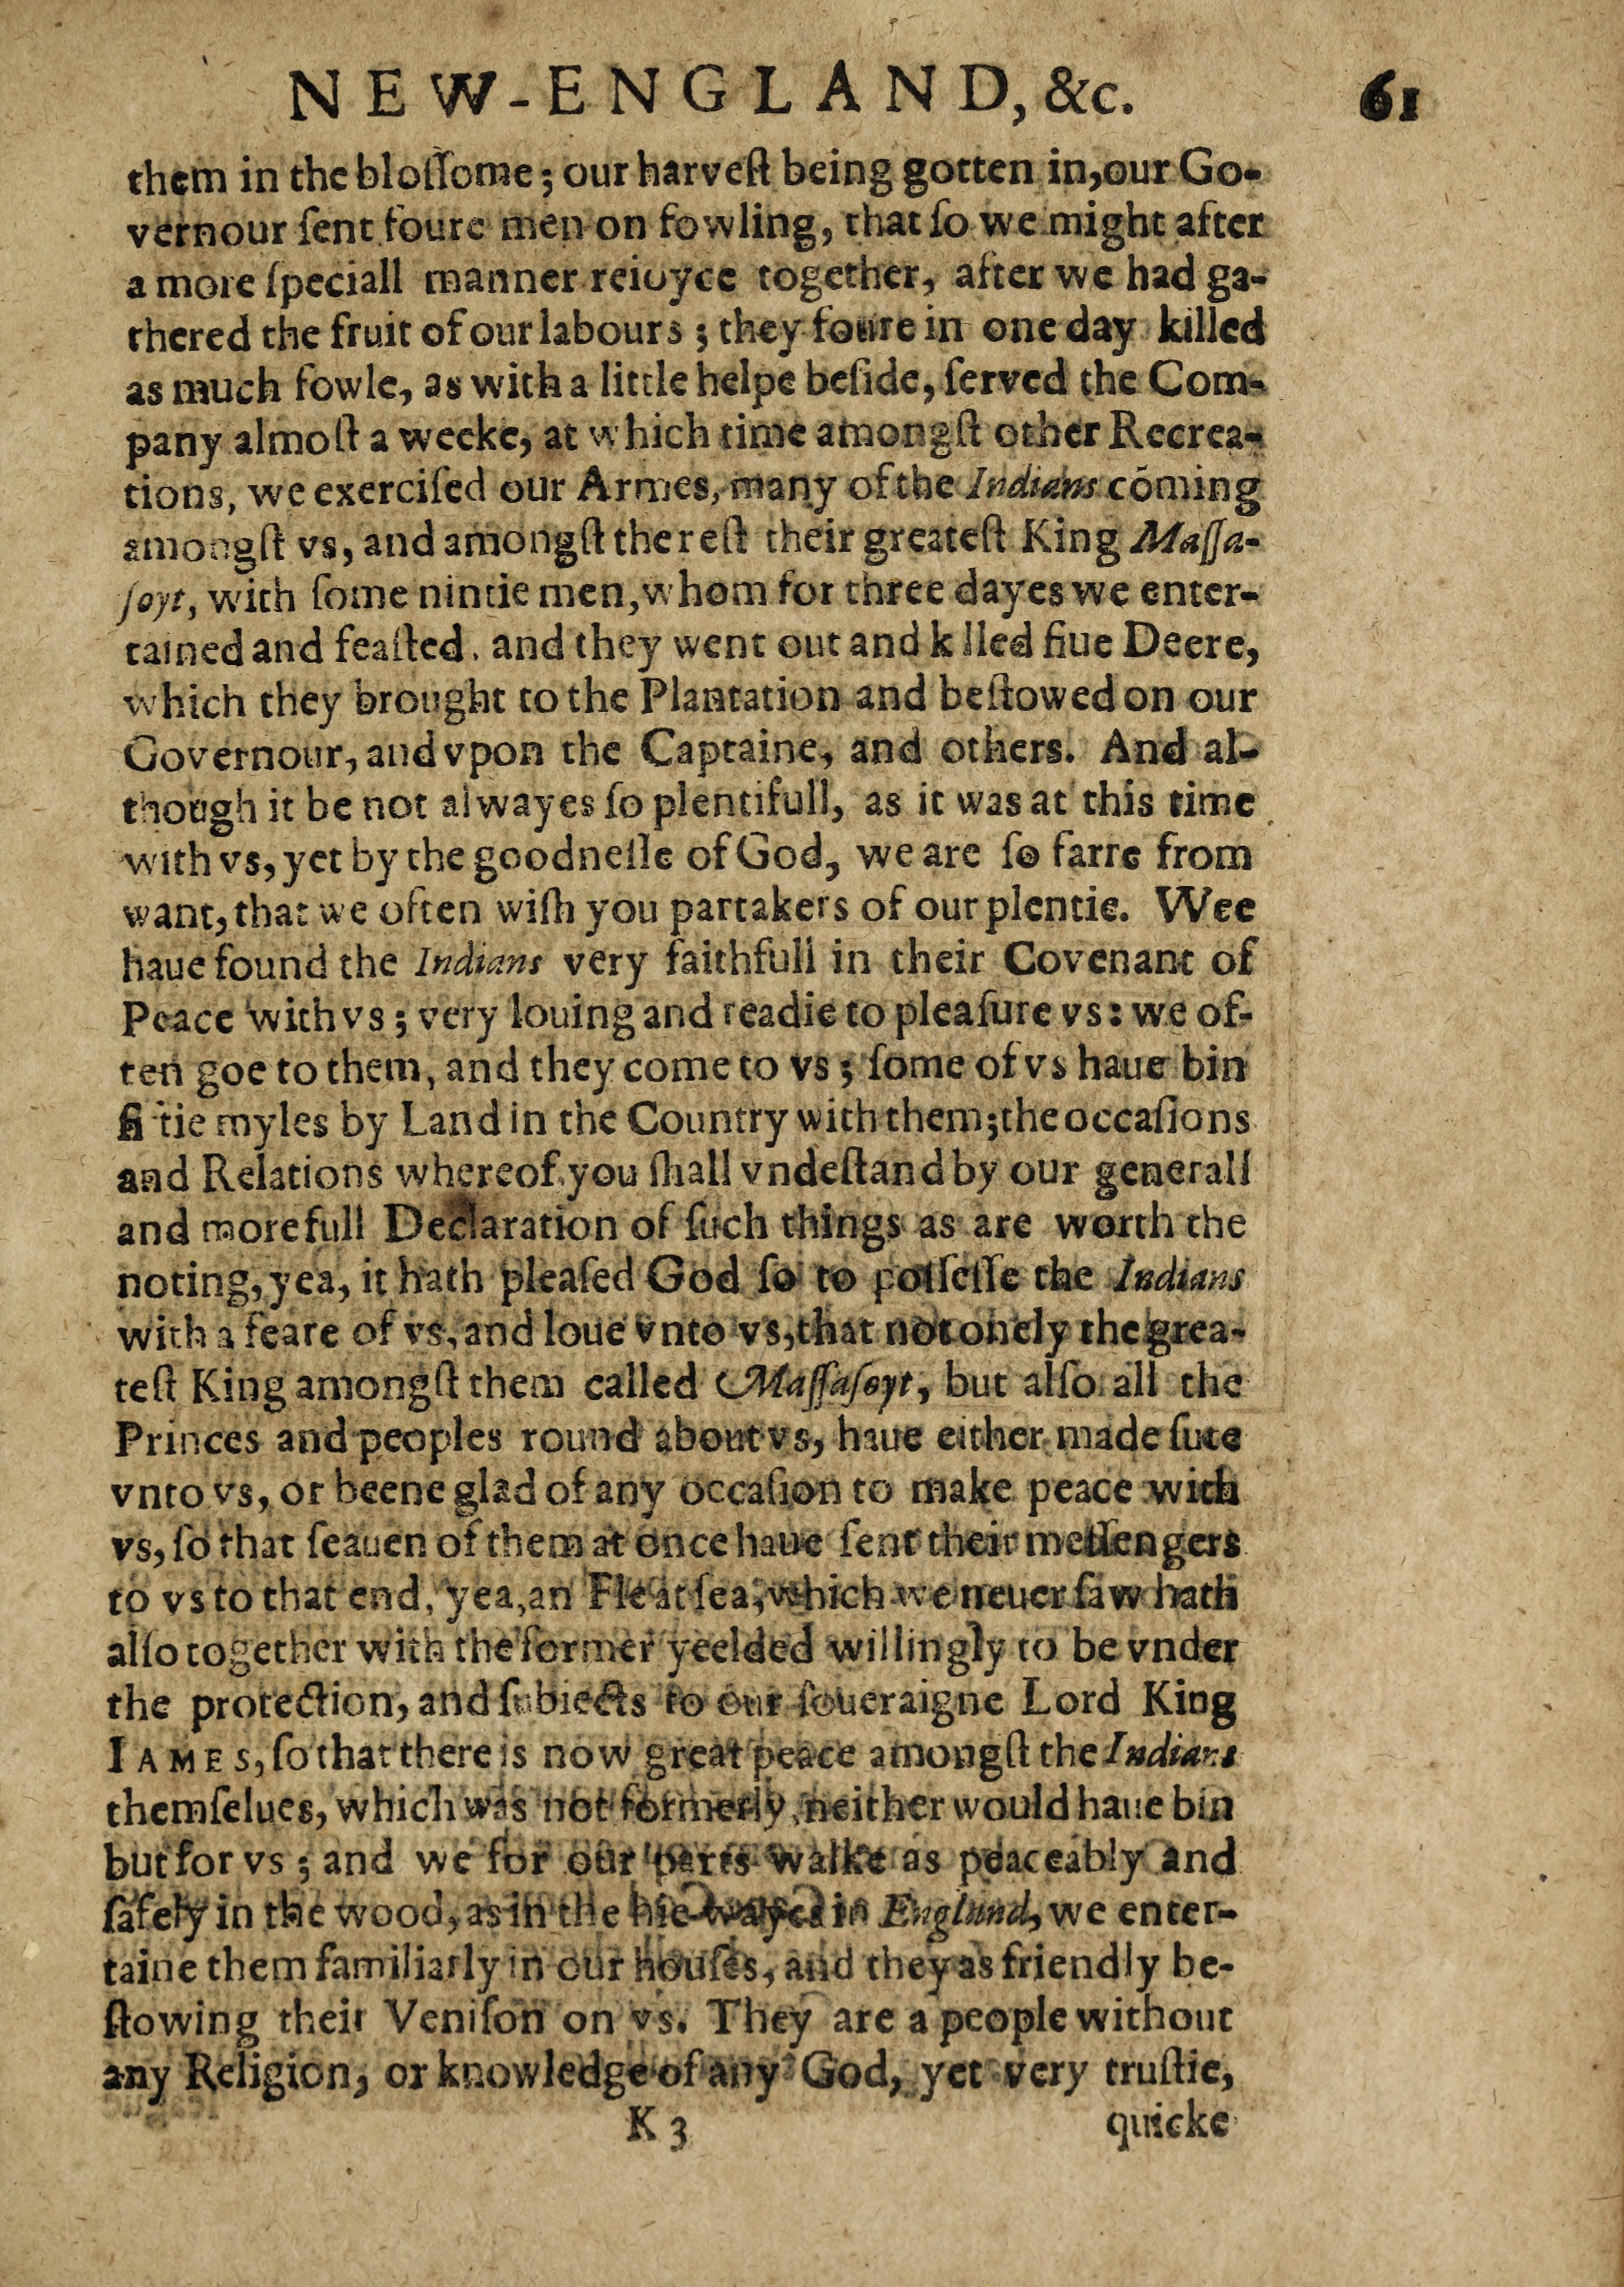 NEW-ENGLAND, &c. 61
them in the bloſſome; our harveſt being gotten in, our Go-
vernour ſent foure men on fowling, that ſo we might after
a more ſpeciall manner reioyce together, after we had ga-
thered the fruit of our labours; they foure in one day killed
as much fowle, as with a little helpe beſide, ſerved the Com-
pany almoſt a weeke, at which time amongſt other Recrea-
tions, we exerciſed our Armes, many of the Indians cōming
amongſt vs, and amongſt the reſt their greateſt King Maſſa-
ſoyt, with ſome nintie men, whom for three dayes we enter-
tained and feaſted, and they went out and k lled fiue Deere,
which they brought to the Plantation and beſtowed on our
Governour, and vpon the Captaine, and others. And al-
though it be not alwayes ſo plentifull, as it was at this time
with vs, yet by the goodneſſe of God, we are ſo farre from
want, that we often wiſh you partakers of our plentie. Wee
haue found the Indians very faithfull in their Covenant of
Peace with vs; very louing and readie to pleaſure vs: we of-
ten goe to them, and they come to vs; ſome of vs haue bin
fi tie myles by Land in the Country with them; the occaſions
and Relations whereof you ſhall vndeſtand by our generall
and more full Declaration of ſuch things as are worth the
noting, yea, it hath pleaſed God ſo to poſſeſſe the Indians
with a feare of vs, and loue vnto vs, that not onely the grea-
teſt King amongſt them called Maſſaſoyt, but alſo all the
Princes and peoples round about vs, haue either made ſute
vnto vs, or beene glad of any occaſion to make peace with
vs, ſo that ſeauen of them at once haue ſent their meſſengers
to vs to that end, yea, an Fle at ſea, which we neuer ſaw hath
alſo together with the former yeelded willingly to be vnder
the protection, and ſubiects to our ſoueraigne Lord King
IAMES, ſo that there is now great peace amongſt the Indians
themſelues, which was not formerly, neither would haue bin
but for vs; and we for our parts walke as peaceably and
ſafely in the wood, as in the hie-wayes in England, we enter-
taine them familiarly in our houſes, and they as friendly be-
ſtowing their Veniſon on vs. They are a people without
any Religion, or knowledge of any God, yet very truſtie,
K 3 quicke